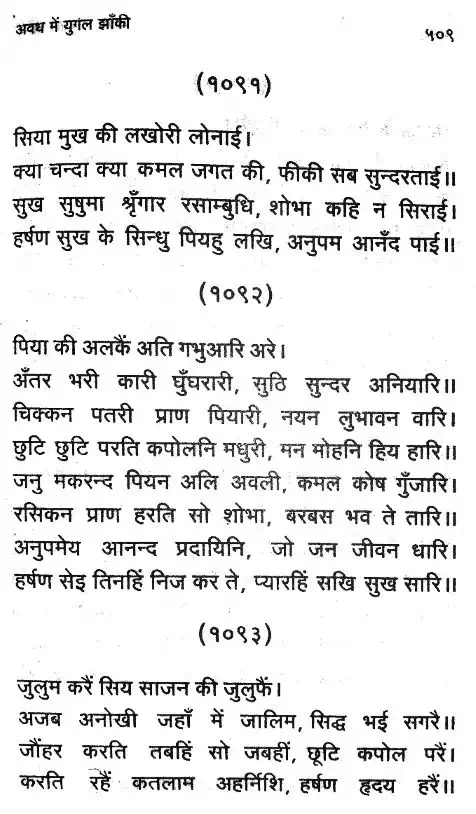 अवध में युगल झाँकी
५०९
(१०९१)
सिया मुख की लखोरी लोनाई।
क्या चन्दा क्या कमल जगत की, फीकी सब सुन्दरताई॥
सुख सुषुमा श्रृँगार रसाम्बुधि, शोभा कहि न सिराई।
हर्षण सुख के सिन्धु पियहु लखि, अनुपम आनँद पाई॥
(१०९२)
पिया की अलकैं अति गभुआरि अरे।
अँतर भरी कारी घुँघरारी, सुठि सुन्दर अनियारि॥
चिक्कन पतरी प्राण पियारी, नयन लुभावन वारि।
छुटि छुटि परति कपोलनि मधुरी, मन मोहनि हिय हारि॥
जनु मकरन्द पियन अलि अवली, कमल कोष गुँजारि।
रसिकन प्राण हरति सो शोभा, बरबस भव ते तारि॥
अनुपमेय आनन्द प्रदायिनि, जो जन जीवन धारि।
हर्षण सेइ तिनहिं निज कर ते, प्यारहिं सखि सुख सारि॥
(१०९३)
जुलुम करैं सिय साजन की जुलुफैं।
अजब अनोखी जहाँ में जालिम, सिद्ध भई सगरै॥
जौंहर करति तबहिं सो जबहीं, छूटि कपोल परैं।
करति रहैं कतलाम अहर्निशि, हर्षण हृदय हरैं॥